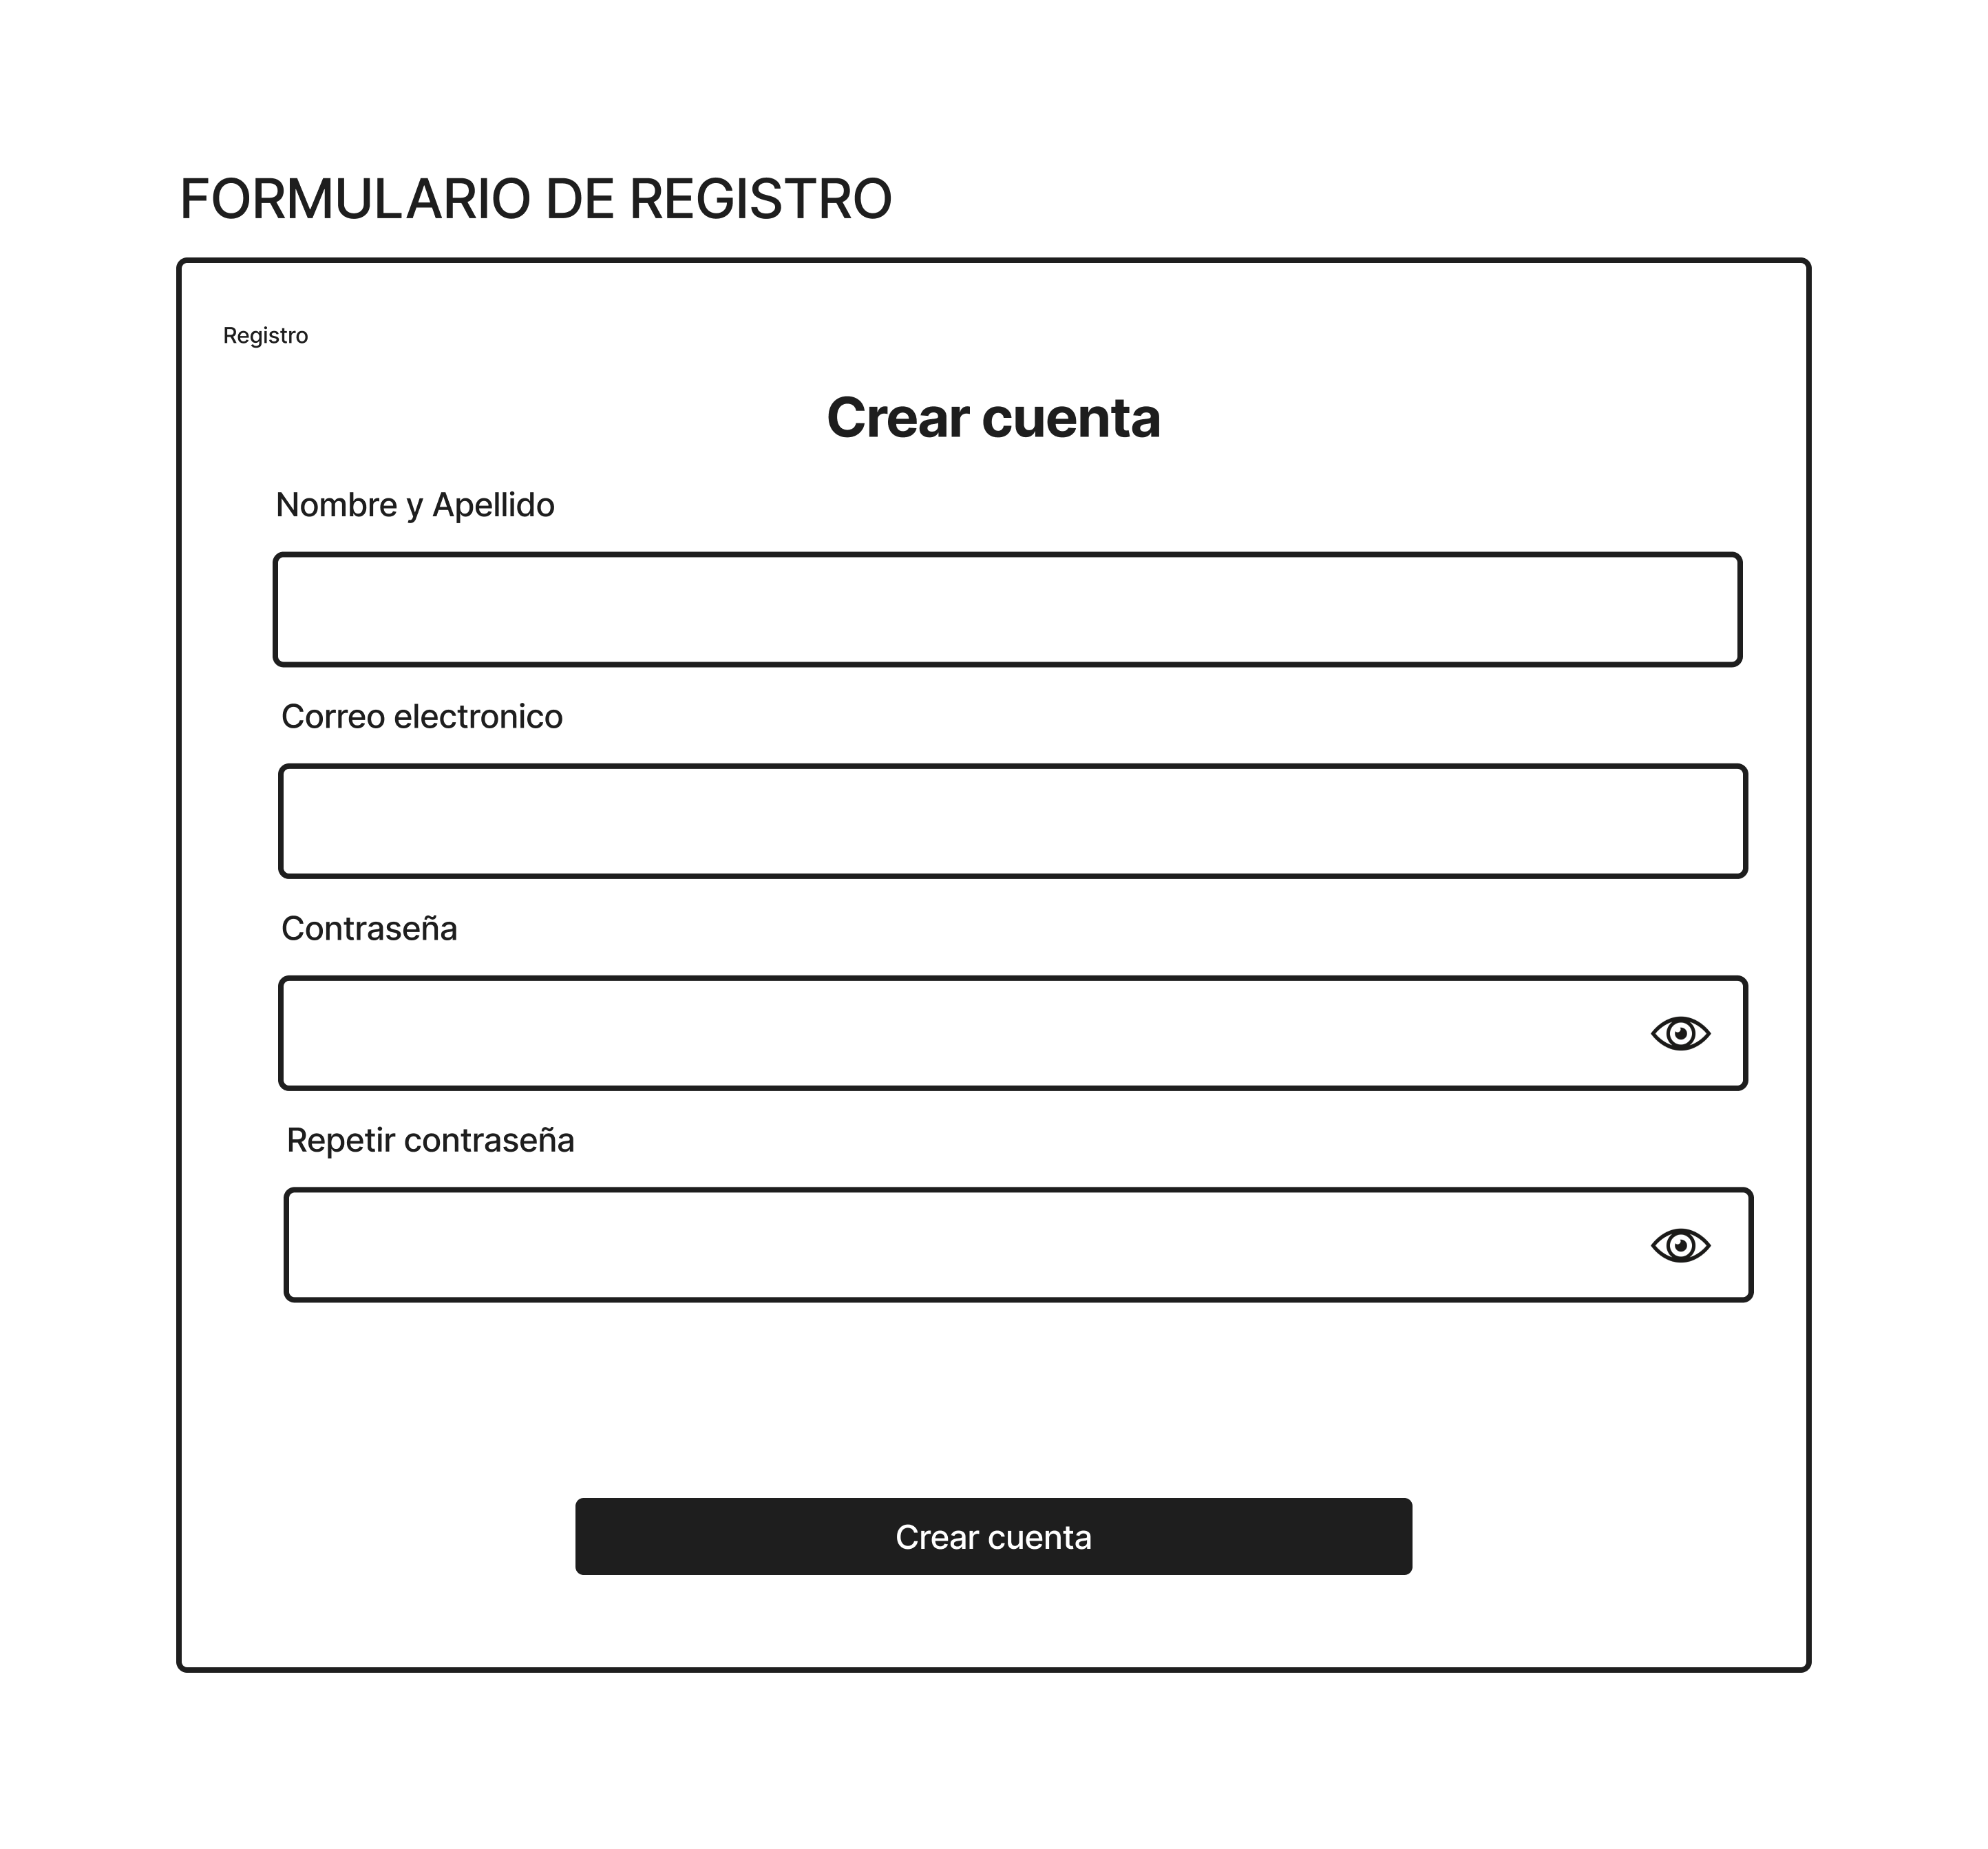 FORMULARIO DE REGISTRO
Registro
Crear cuenta
Nombre y Apellido
Correo electronico
Contraseña
Repetir contraseña
Crear cuenta